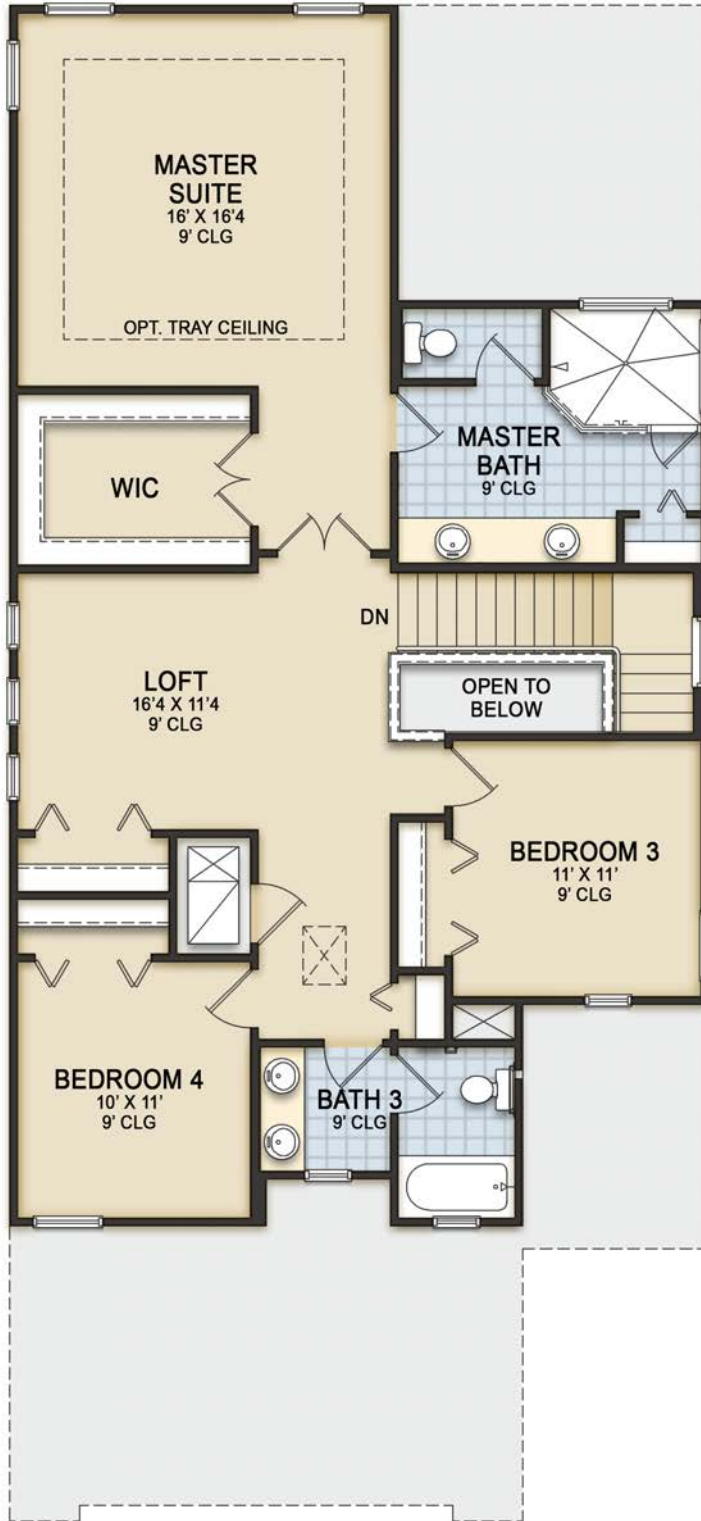 MASTER
SUITE
16' X 16'4
9' CLG
OPT. TRAY CEILING
MASTER
BATH
9' CLG
WIC
DN
LOFT
16'4 X 11'4
9' CLG
OPEN TO
BELOW
BEDROOM 3
11' X 11'
9' CLG
BEDROOM 4
10' X 11'
9' CLG
BATH 3
9' CLG